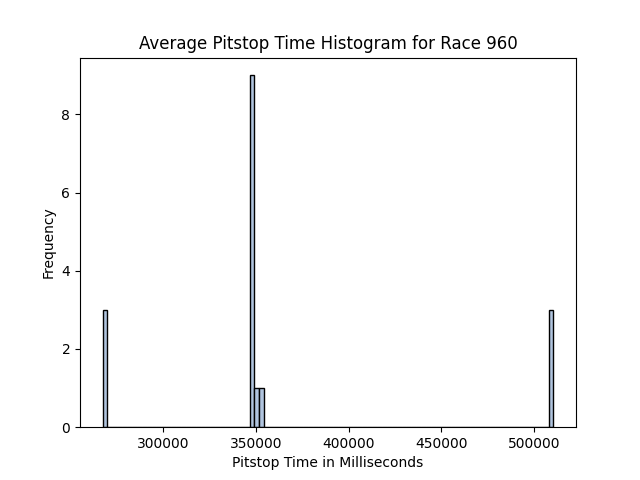 Average Pitstop Time Histogram for Race 960
8
6
4
2
0
Frequency
300000 350000 400000 450000 500000
Pitstop Time in Milliseconds